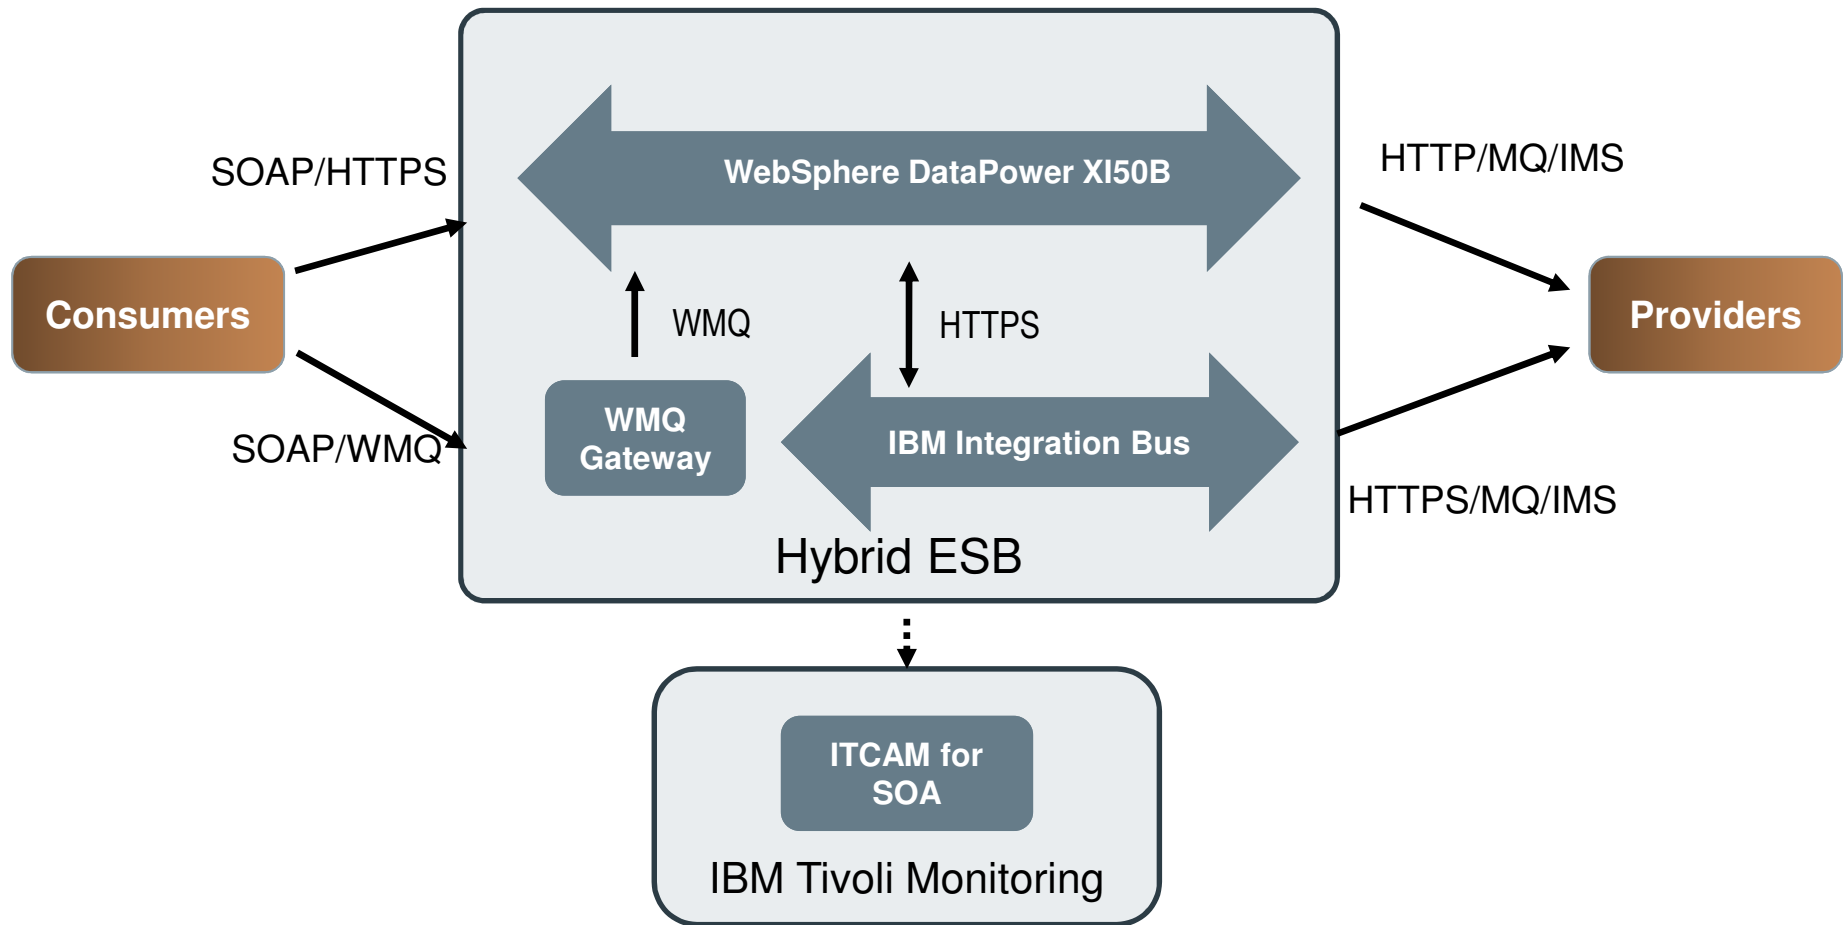 WebSphere DataPower XI50B
SOAP/HTTPS
HTTP/MQ/IMS
Consumers
WMQ
HTTPS
Providers
SOAP/WMQ
WMQ
Gateway
IBM Integration Bus
HTTPS/MQ/IMS
Hybrid ESB
ITCAM for
SOA
IBM Tivoli Monitoring